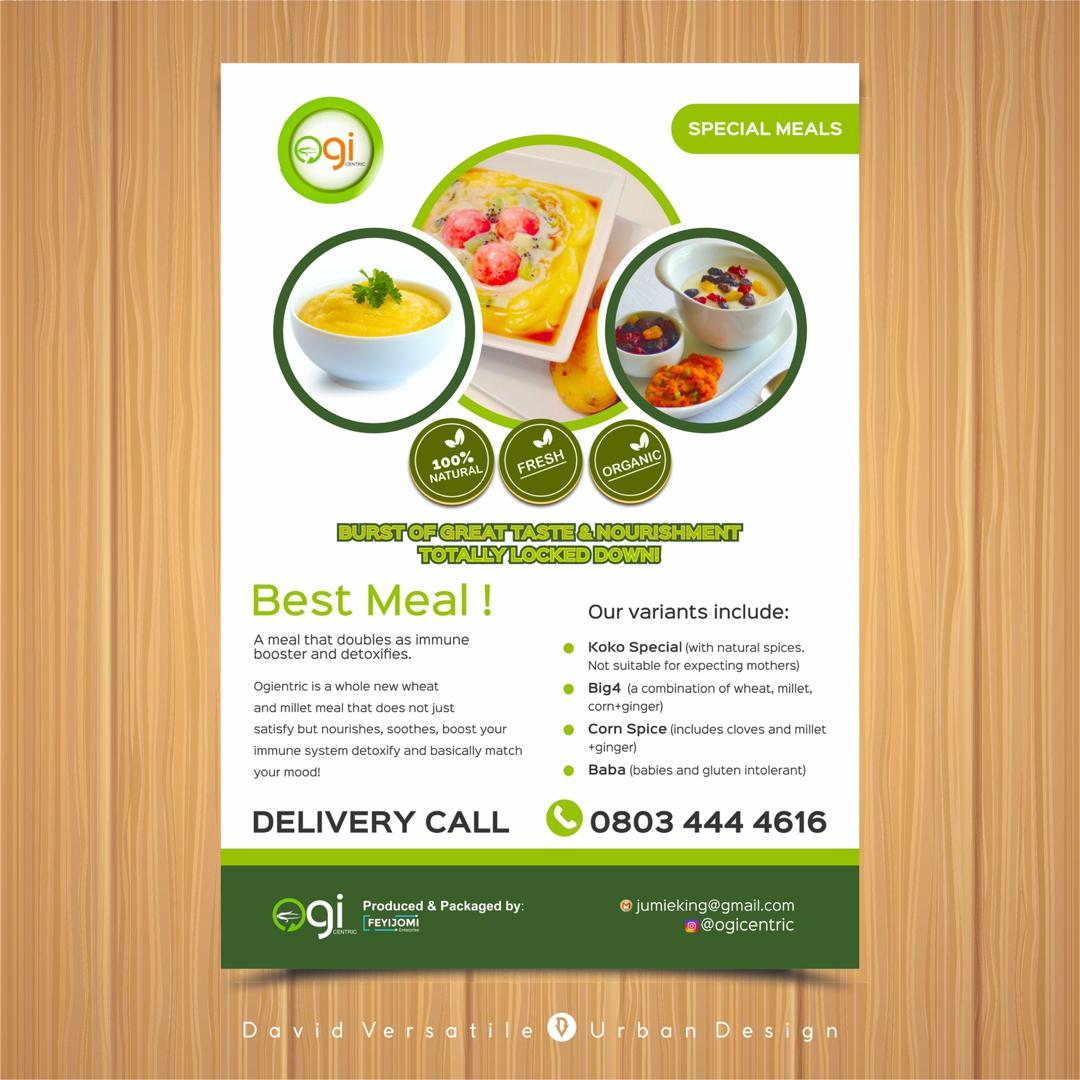 Ogi
CENTRIC
SPECIAL MEALS
100%
NATURAL
FRESH
ORGANIC
BURST OF GREAT TASTE & NOURISHMENT
TOTALLY LOCKED DOWN!
Best Meal !
A meal that doubles as immune
booster and detoxifies.
Ogientric is a whole new wheat
and millet meal that does not just
satisfy but nourishes, soothes, boost your
immune system detoxify and basically match
your mood!
Our variants include:
Koko Special (with natural spices.
Not suitable for expecting mothers)
Big4 (a combination of wheat, millet,
corn+ginger)
Corn Spice (includes cloves and millet
+ginger)
Baba (babies and gluten intolerant)
DELIVERY CALL 0803 444 4616
Ogi
CENTRIC
Produced & Packaged by:
FEYIJOMI
Enterprise
jumieking@gmail.com
@ogicentric
David Versatile Urban Design